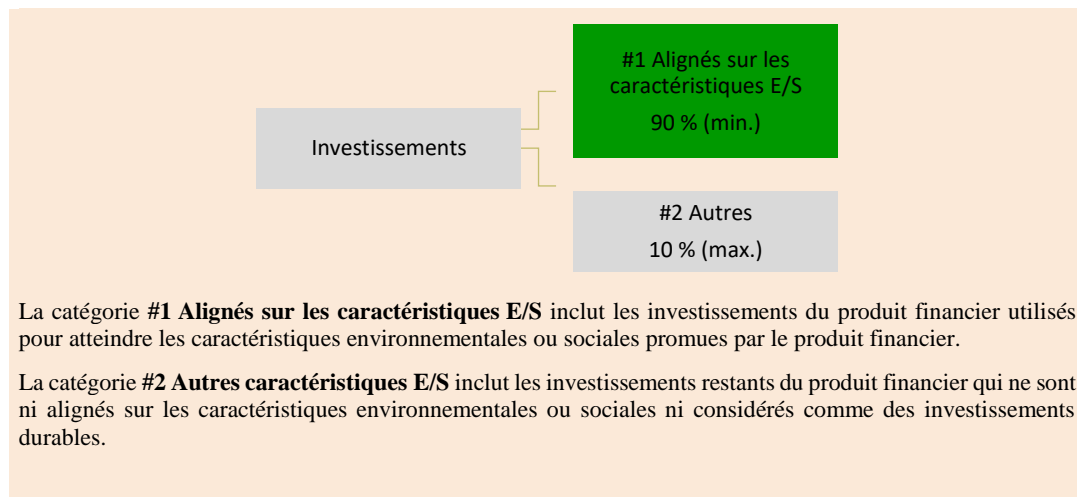 #1 Alignés sur les
caractéristiques E/S
90 % (min.)
Investissements
#2 Autres
10 % (max.)
La catégorie #1 Alignés sur les caractéristiques E/S inclut les investissements du produit financier utilisés
pour atteindre les caractéristiques environnementales ou sociales promues par le produit financier.
La catégorie #2 Autres caractéristiques E/S inclut les investissements restants du produit financier qui ne sont
ni alignés sur les caractéristiques environnementales ou sociales ni considérés comme des investissements
durables.